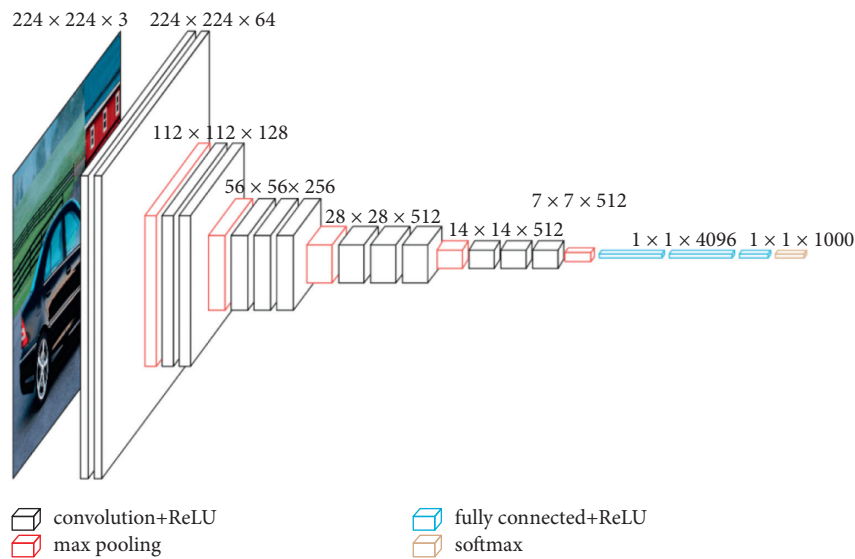 224 × 224 × 3
224 × 224 × 64
112 × 112 × 128
56 × 56× 256
28 × 28 × 512
14 × 14 × 512
7 × 7 × 512
1 × 1 × 4096
1 × 1 × 1000
convolution+ReLU
max pooling
fully connected+ReLU
softmax